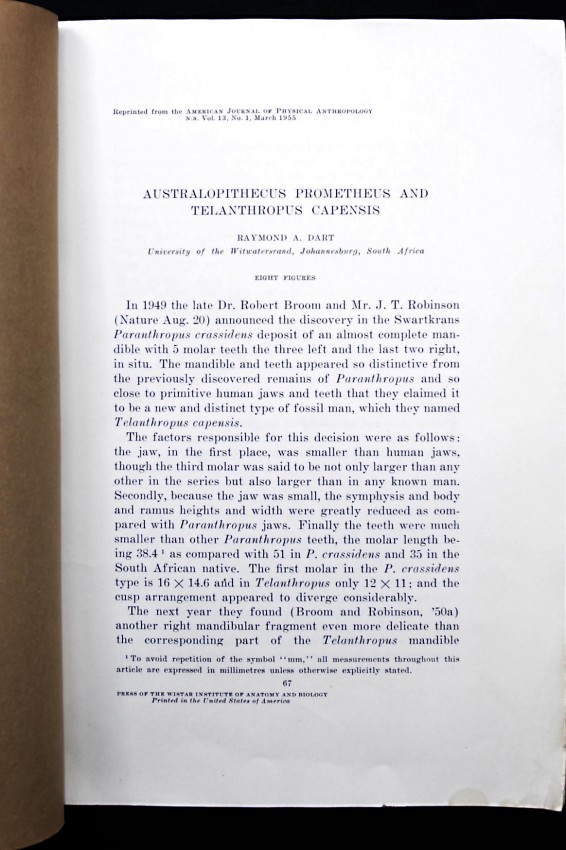 Reprinted from the AMERICAN JOURNAL OF PHYSICAL ANTHROPOLOGY
N.S. Vol. 13, No. 1, March 1955
AUSTRALOPITHECUS PROMETHEUS AND
TELANTHROPUS CAPENSIS
RAYMOND A. DART
University of the Witwatersrand, Johannesburg, South Africa
EIGHT FIGURES
In 1949 the late Dr. Robert Broom and Mr. J. T. Robinson
(Nature Aug. 20) announced the discovery in the Swartkrans
Paranthropus crassidens deposit of an almost complete man-
dible with 5 molar teeth the three left and the last two right,
in situ. The mandible and teeth appeared so distinctive from
the previously discovered remains of Paranthropus and so
close to primitive human jaws and teeth that they claimed it
to be a new and distinct type of fossil man, which they named
Telanthropus capensis.
The factors responsible for this decision were as follows:
the jaw, in the first place, was smaller than human jaws,
though the third molar was said to be not only larger than any
other in the series but also larger than in any known man.
Secondly, because the jaw was small, the symphysis and body
and ramus heights and width were greatly reduced as com-
pared with Paranthropus jaws. Finally the teeth were much
smaller than other Paranthropus teeth, the molar length be-
ing 38.4 ¹ as compared with 51 in P. crassidens and 35 in the
South African native. The first molar in the P. crassidens
type is 16 × 14.6 and in Telanthropus only 12 × 11; and the
cusp arrangement appeared to diverge considerably.
The next year they found (Broom and Robinson, '50a)
another right mandibular fragment even more delicate than
the corresponding part of the Telanthropus mandible
¹ To avoid repetition of the symbol "mm," all measurements throughout this
article are expressed in millimetres unless otherwise explicitly stated.
67
PRESS OF THE WISTAR INSTITUTE OF ANATOMY AND BIOLOGY
Printed in the United States of America